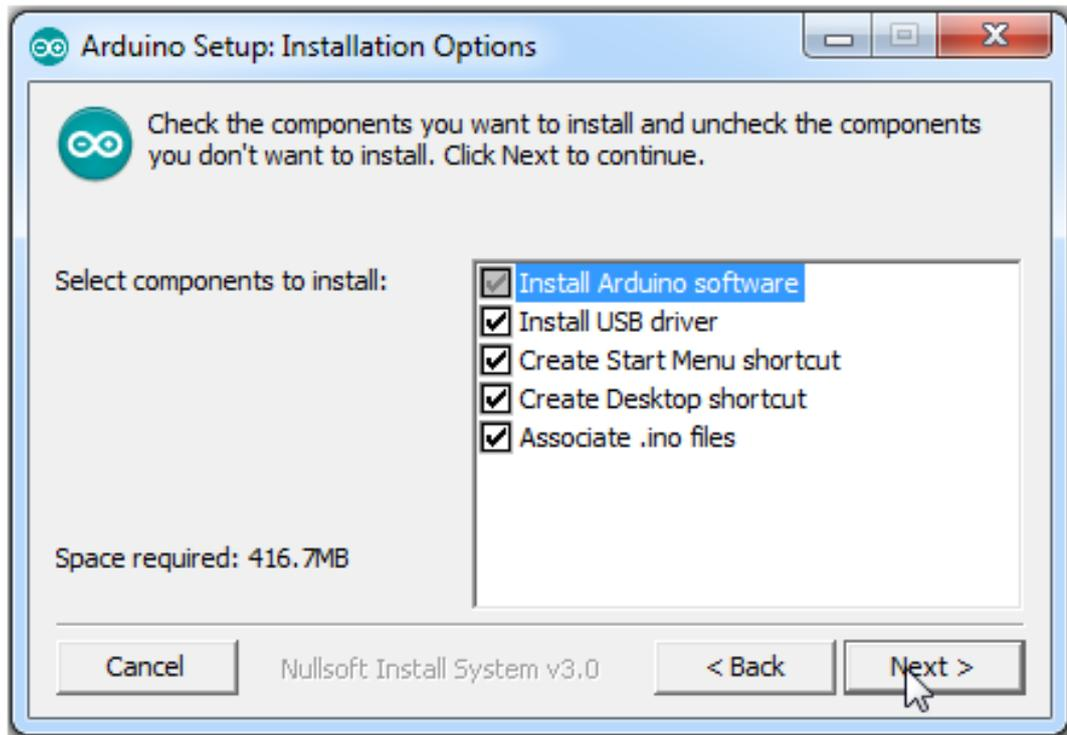 Arduino Setup: Installation Options
Check the components you want to install and uncheck the components
you don't want to install. Click Next to continue.
Select components to install:
Install Arduino software
Install USB driver
Create Start Menu shortcut
Create Desktop shortcut
Associate .ino files
Space required: 416.7MB
Cancel
Nullsoft Install System v3.0
< Back
Next >